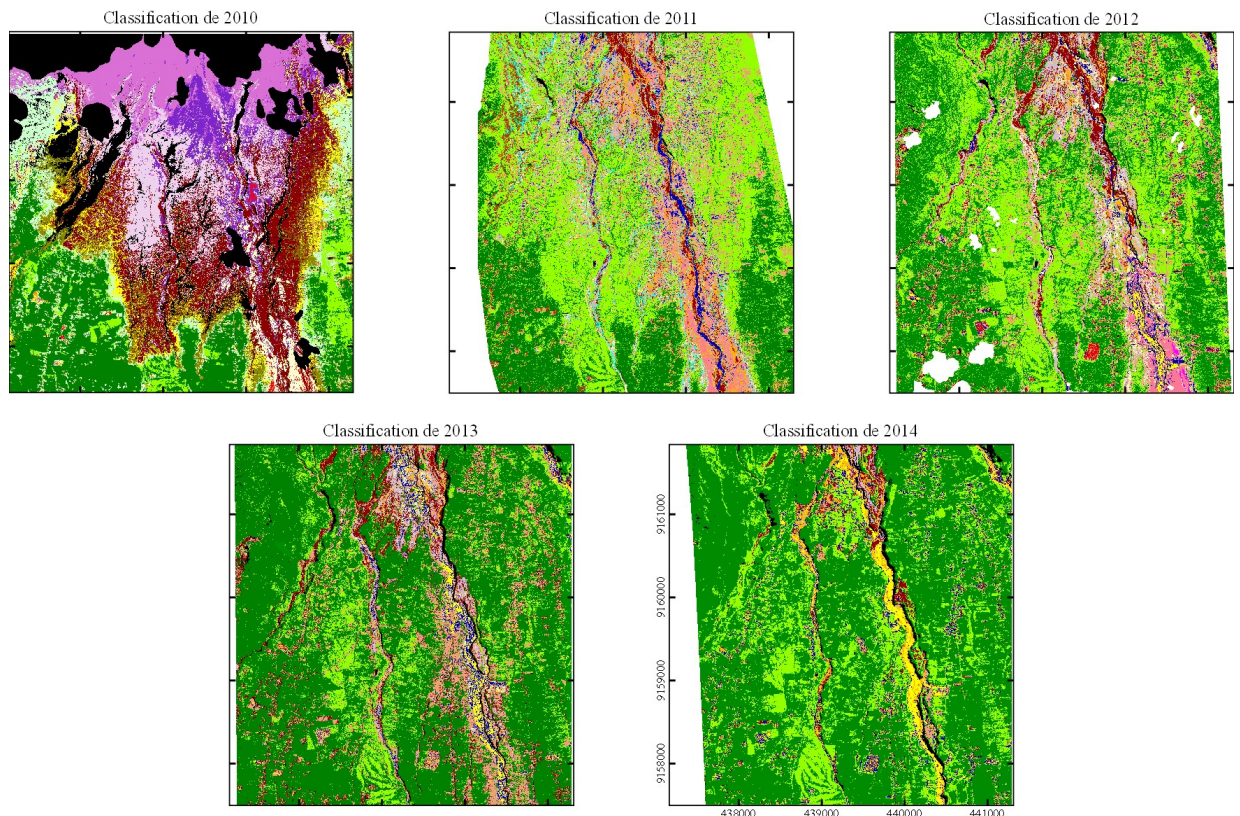 Classification de 2010
Classification de 2011
Classification de 2012
Classification de 2013
Classification de 2014
9161000
9160000
9159000
9158000
438000
439000
440000
441000